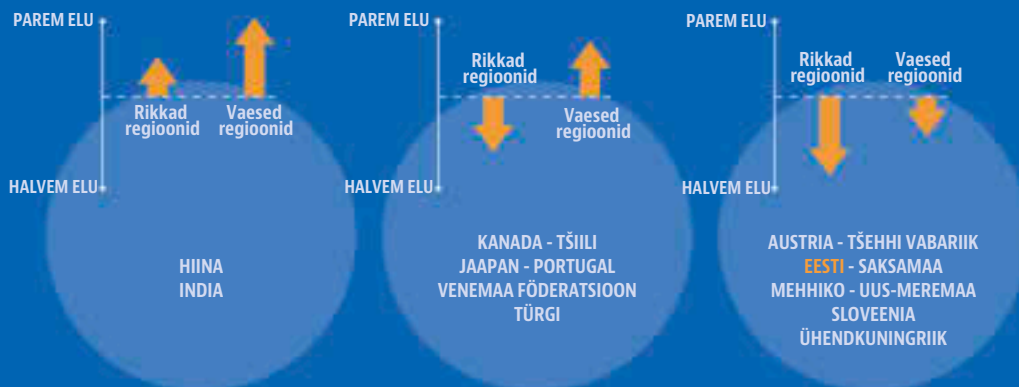 PAREM ELU
Rikkad
regioonid
Vaesed
regioonid
HALVEM ELU
HIINA
INDIA
PAREM ELU
Rikkad
regioonid
Vaesed
regioonid
HALVEM ELU
KANADA - TŠIILI
JAAPAN - PORTUGAL
VENEMAA FÖDERATSIOON
TÜRGI
PAREM ELU
Rikkad
regioonid
Vaesed
regioonid
HALVEM ELU
AUSTRIA - TŠEHHI VABARIIK
EESTI - SAKSAMAA
MEHHIKO - UUS-MEREMAA
SLOVEENIA
ÜHENDKUNINGRIIK